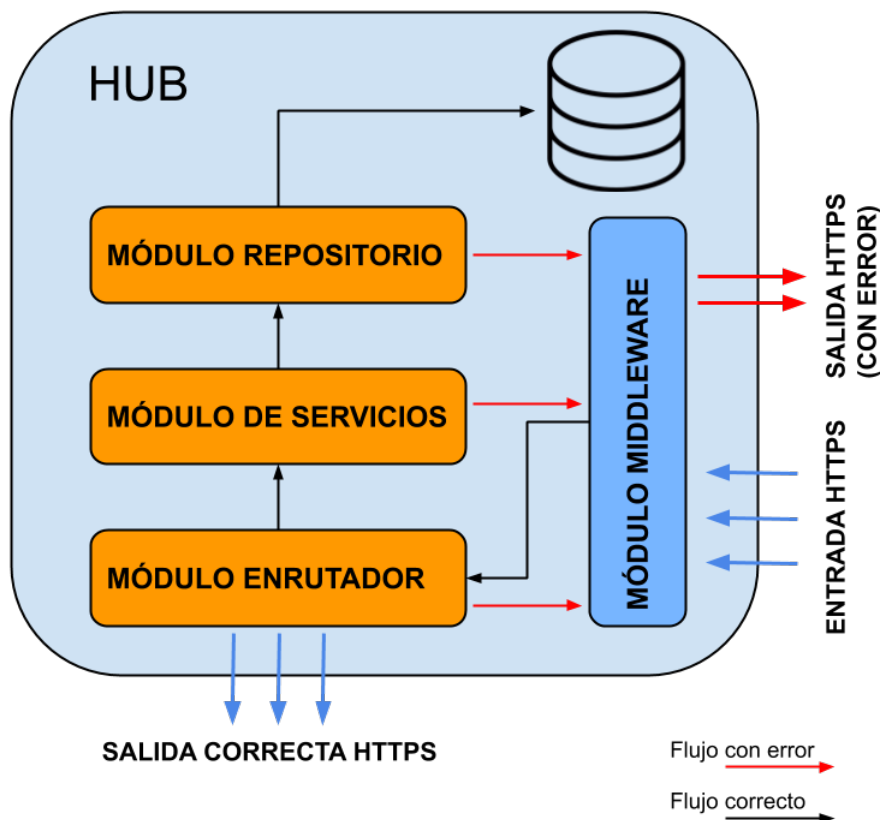 HUB
MÓDULO REPOSITORIO
MÓDULO DE SERVICIOS
MÓDULO ENRUTADOR
MÓDULO MIDDLEWARE
SALIDA HTTPS
(CON ERROR)
ENTRADA HTTPS
SALIDA CORRECTA HTTPS
Flujo con error
Flujo correcto